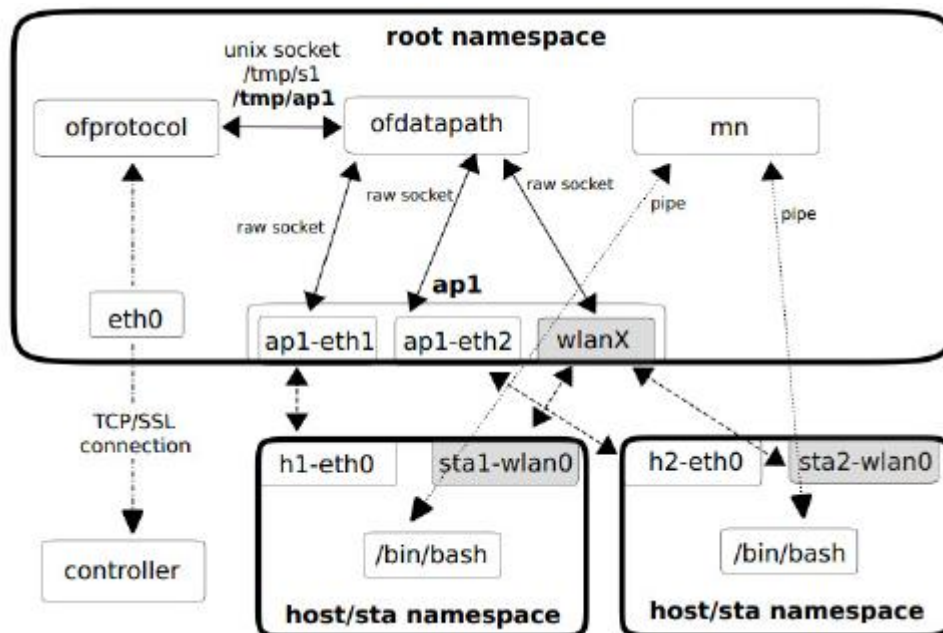 root namespace
unix socket
/tmp/s1
/tmp/ap1
ofprotocol
ofdatapath
mn
raw socket
raw socket
raw socket
pipe
pipe
ap1
eth0
ap1-eth1
ap1-eth2
wlanX
TCP/SSL
connection
h1-eth0
sta1-wlan0
h2-eth0
sta2-wlan0
controller
/bin/bash
/bin/bash
host/sta namespace
host/sta namespace